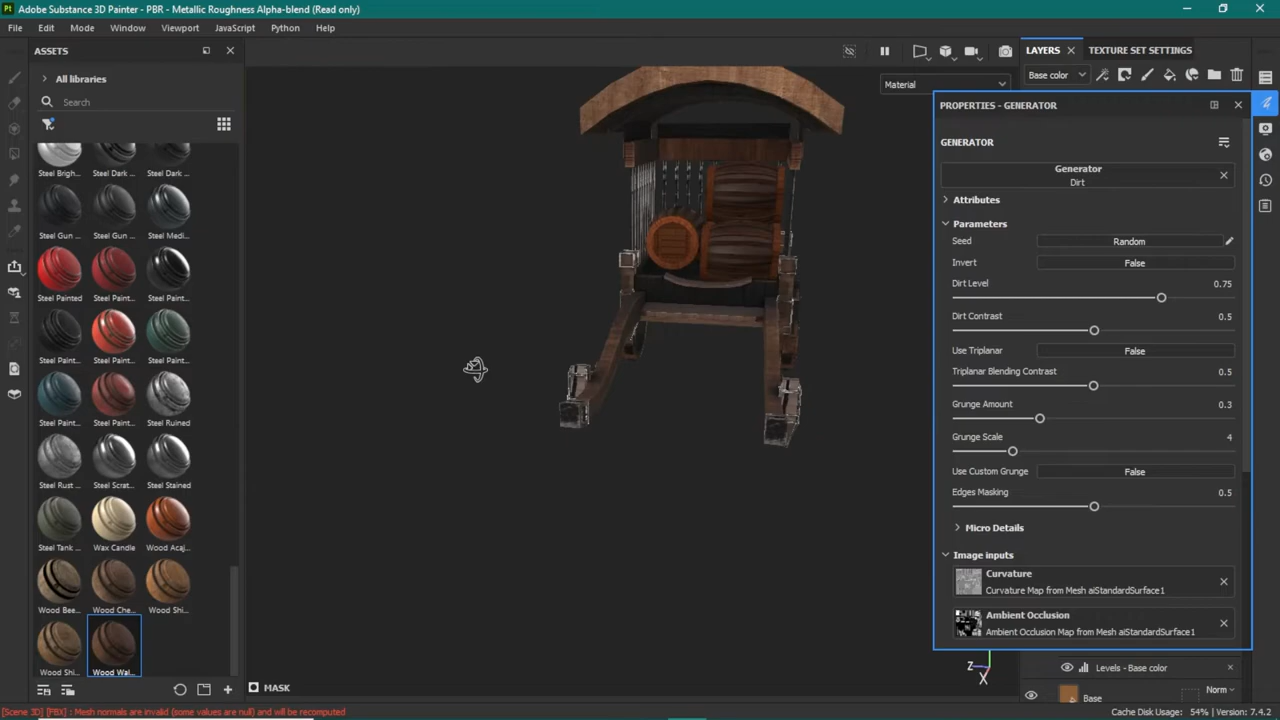 Pt Adobe Substance 3D Painter - PBR - Metallic Roughness Alpha-blend (Read only)
File Edit Mode Window Viewport JavaScript Python Help
ASSETS
All libraries
Search
Steel Brigh... Steel Dark ... Steel Dark ...
Steel Gun ... Steel Gun ... Steel Medi...
Steel Painted Steel Paint... Steel Paint...
Steel Paint... Steel Paint... Steel Paint...
Steel Paint... Steel Paint... Steel Ruined
Steel Rust ... Steel Scrat... Steel Stained
Steel Tank ... Wax Candle Wood Acaj...
Wood Bee... Wood Che... Wood Shi...
Wood Shi... Wood Wal...
MASK
Material
Z
X
LAYERS TEXTURE SET SETTINGS
Base color
PROPERTIES - GENERATOR
GENERATOR
Generator
Dirt
Attributes
Parameters
Seed Random
Invert False
Dirt Level 0.75
Dirt Contrast 0.5
Use Triplanar False
Triplanar Blending Contrast 0.5
Grunge Amount 0.3
Grunge Scale 4
Use Custom Grunge False
Edges Masking 0.5
Micro Details
Image inputs
Curvature
Curvature Map from Mesh aiStandardSurface1
Ambient Occlusion
Ambient Occlusion Map from Mesh aiStandardSurface1
Levels - Base color
Base Norm
[Scene 3D] [FBX] : Mesh normals are invalid (some values are null) and will be recomputed
Cache Disk Usage: 54% | Version: 7.4.2